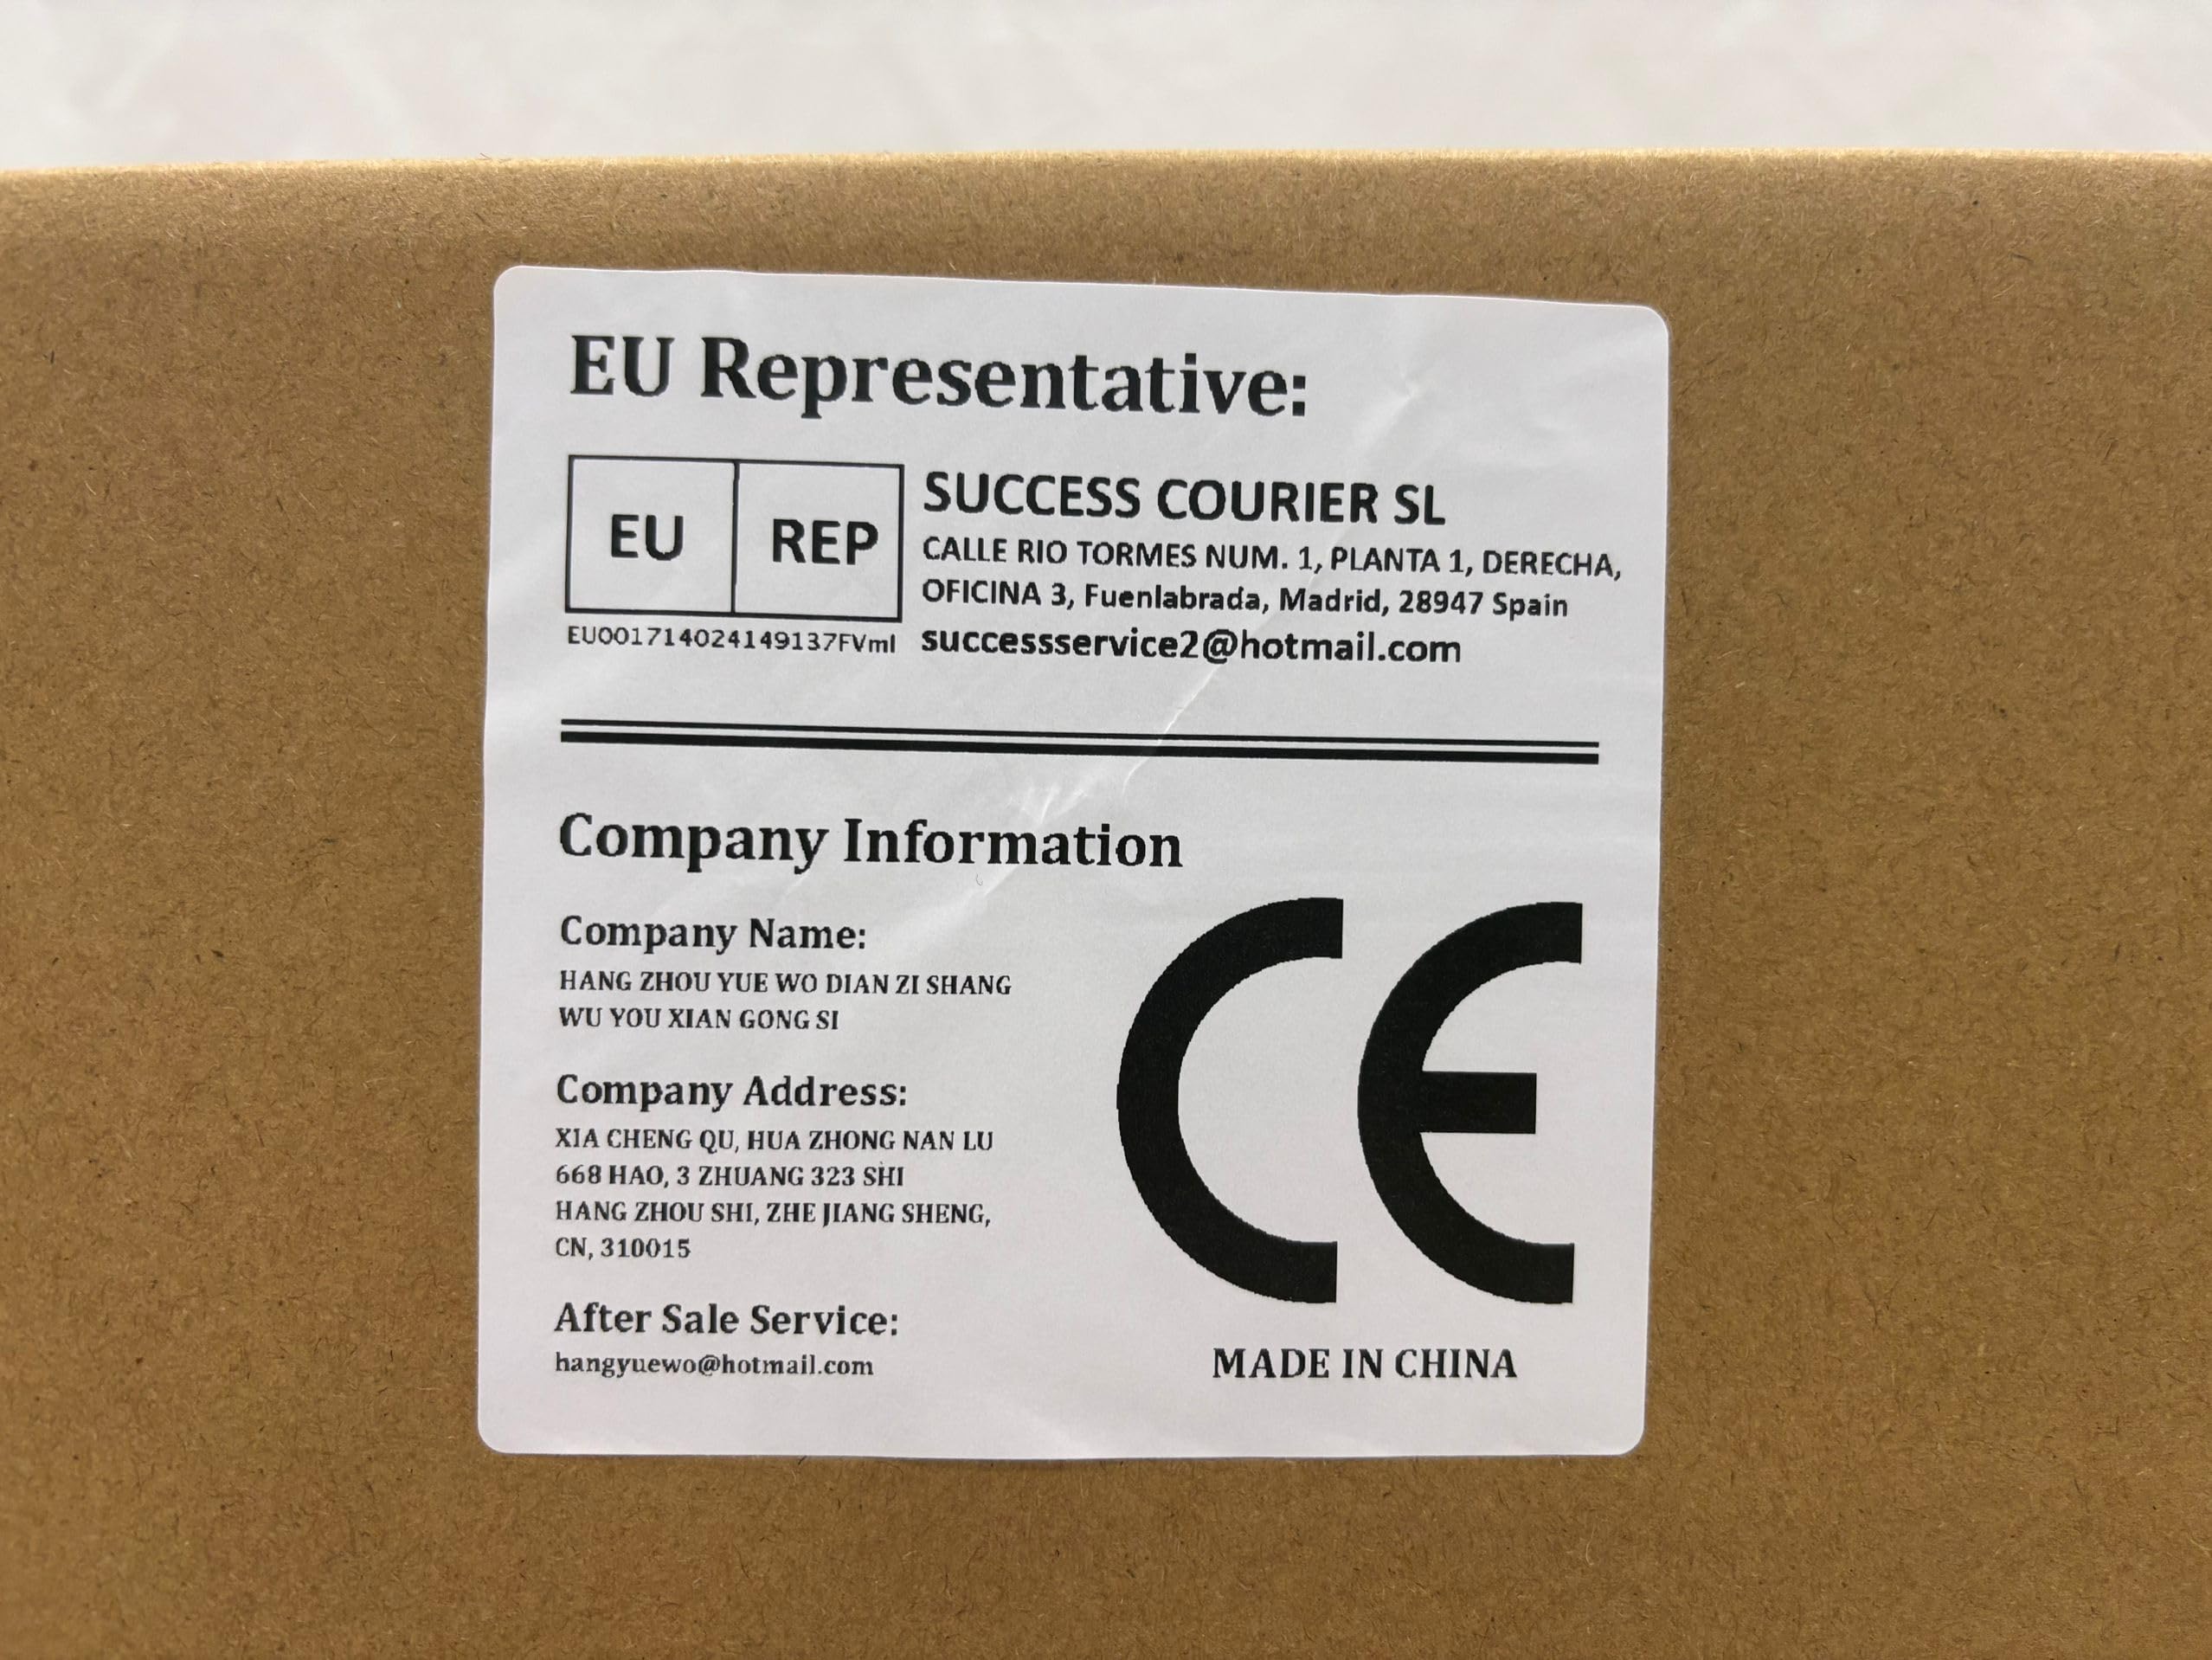 EU Representative:
EU REP
EU001714024149137FVml
SUCCESS COURIER SL
CALLE RIO TORMES NUM. 1, PLANTA 1, DERECHA,
OFICINA 3, Fuenlabrada, Madrid, 28947 Spain
successservice2@hotmail.com
Company Information
Company Name:
HANG ZHOU YUE WO DIAN ZI SHANG
WU YOU XIAN GONG SI
Company Address:
XIA CHENG QU, HUA ZHONG NAN LU
668 HAO, 3 ZHUANG 323 SHI
HANG ZHOU SHI, ZHE JIANG SHENG,
CN, 310015
After Sale Service:
hangyuewo@hotmail.com
CE
MADE IN CHINA